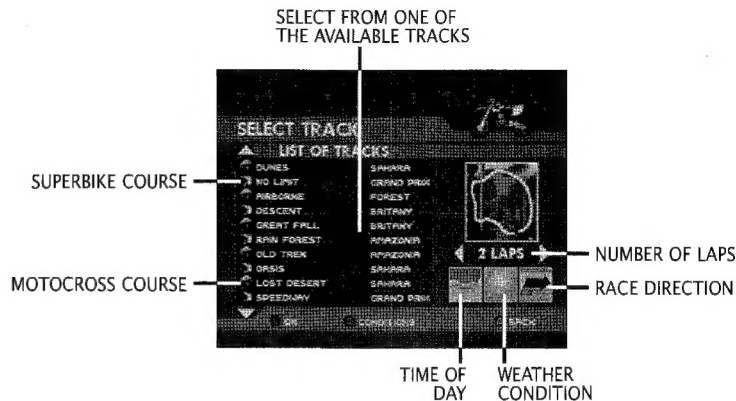 SELECT FROM ONE OF
THE AVAILABLE TRACKS
SELECT TRACK
LIST OF TRACKS
DUNES SAHARA
SUPERBIKE COURSE
NO LIMIT GRAND PRIX
AIRBORNE FOREST
DESCENT BRITANY
GREAT FALL BRITANY
RAIN FOREST AMAZONIA
OLD TREK AMAZONIA
2 LAPS
NUMBER OF LAPS
OASIS SAHARA
MOTOCROSS COURSE
LOST DESERT SAHARA
RACE DIRECTION
SPEEDWAY GRAND PRIX
OK CONDITIONS BACK
TIME OF
DAY
WEATHER
CONDITION